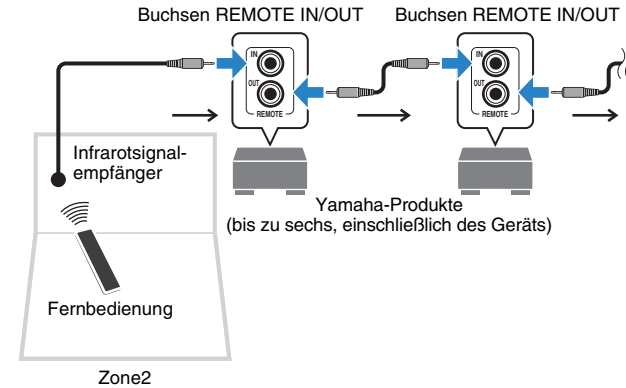 Buchsen REMOTE IN/OUT
Buchsen REMOTE IN/OUT
IN
OUT
REMOTE
IN
OUT
REMOTE
Infrarotsignal-
empfänger
Yamaha-Produkte
(bis zu sechs, einschließlich des Geräts)
Fernbedienung
Zone2